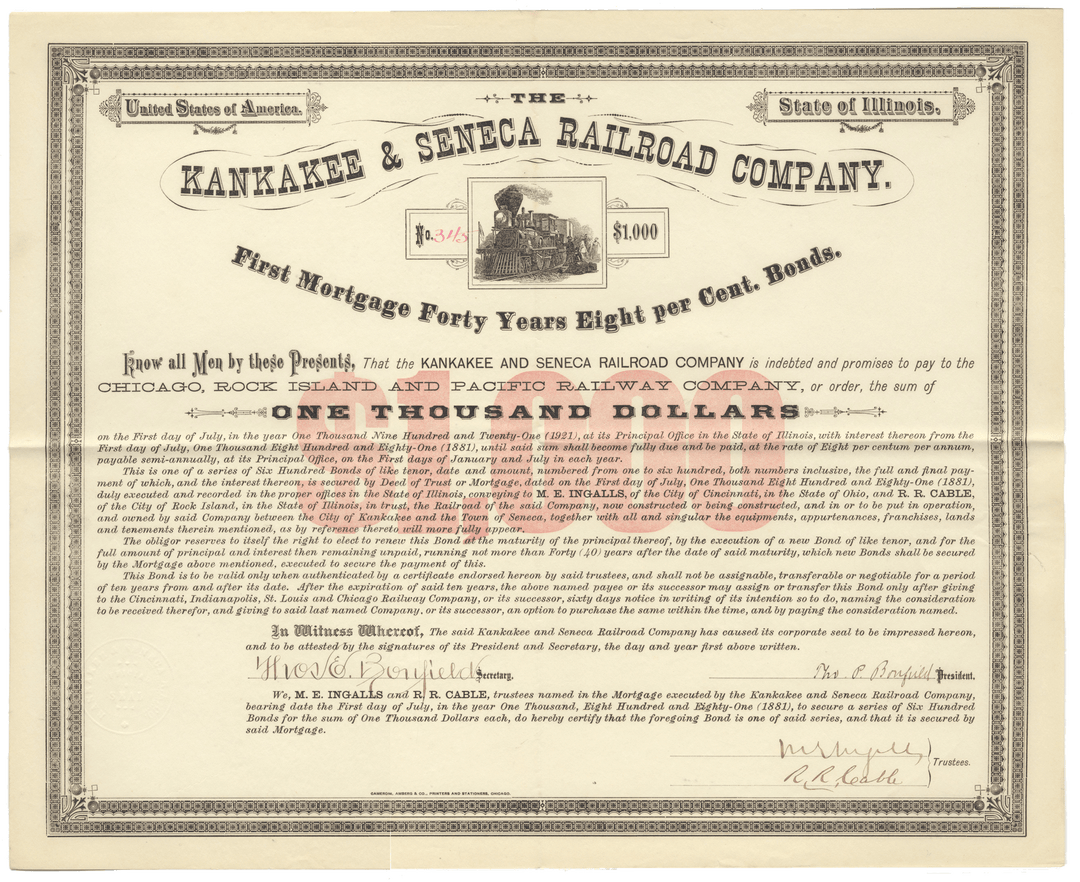 THE
United States of America.
State of Illinois.
KANKAKEE & SENECA RAILROAD COMPANY.
No.
$1,000
First Mortgage Forty Years Eight per Cent. Bonds.
$1,000
Know all Men by these Presents, That the KANKAKEE AND SENECA RAILROAD COMPANY is indebted and promises to pay to the
CHICAGO, ROCK ISLAND AND PACIFIC RAILWAY COMPANY, or order, the sum of
ONE THOUSAND DOLLARS
on the First day of July, in the year One Thousand Nine Hundred and Twenty-One (1921), at its Principal Office in the State of Illinois, with interest thereon from the
First day of July, One Thousand Eight Hundred and Eighty-One (1881), until said sum shall become fully due and be paid, at the rate of Eight per centum per annum,
payable semi-annually, at its Principal Office, on the First days of January and July in each year.
This is one of a series of Six Hundred Bonds of like tenor, date and amount, numbered from one to six hundred, both numbers inclusive, the full and final pay-
ment of which, and the interest thereon, is secured by Deed of Trust or Mortgage, dated on the First day of July, One Thousand Eight Hundred and Eighty-One (1881),
duly executed and recorded in the proper offices in the State of Illinois, conveying to M. E. INGALLS, of the City of Cincinnati, in the State of Ohio, and R. R. CABLE,
of the City of Rock Island, in the State of Illinois, in trust, the Railroad of the said Company, now constructed or being constructed, and in or to be put in operation,
and owned by said Company between the City of Kankakee and the Town of Seneca, together with all and singular the equipments, appurtenances, franchises, lands
and tenements therein mentioned, as by reference thereto will more fully appear.
The obligor reserves to itself the right to elect to renew this Bond at the maturity of the principal thereof, by the execution of a new Bond of like tenor, and for the
full amount of principal and interest then remaining unpaid, running not more than Forty (40) years after the date of said maturity, which new Bonds shall be secured
by the Mortgage above mentioned, executed to secure the payment of this.
This Bond is to be valid only when authenticated by a certificate endorsed hereon by said trustees, and shall not be assignable, transferable or negotiable for a period
of ten years from and after its date. After the expiration of said ten years, the above named payee or its successor may assign or transfer this Bond only after giving
to the Cincinnati, Indianapolis, St. Louis and Chicago Railway Company, or its successor, sixty days notice in writing of its intention so to do, naming the consideration
to be received therefor, and giving to said last named Company, or its successor, an option to purchase the same within the time, and by paying the consideration named.
In Witness Whereof, The said Kankakee and Seneca Railroad Company has caused its corporate seal to be impressed hereon,
and to be attested by the signatures of its President and Secretary, the day and year first above written.
Thos E. Bonfield Secretary.
Tho P. Bonfield President.
We, M. E. INGALLS and R. R. CABLE, trustees named in the Mortgage executed by the Kankakee and Seneca Railroad Company,
bearing date the First day of July, in the year One Thousand, Eight Hundred and Eighty-One (1881), to secure a series of Six Hundred
Bonds for the sum of One Thousand Dollars each, do hereby certify that the foregoing Bond is one of said series, and that it is secured by
said Mortgage.
M E Ingalls
R. R. Cable
Trustees.
CAMERON, AMBERG & CO., PRINTERS AND STATIONERS, CHICAGO.